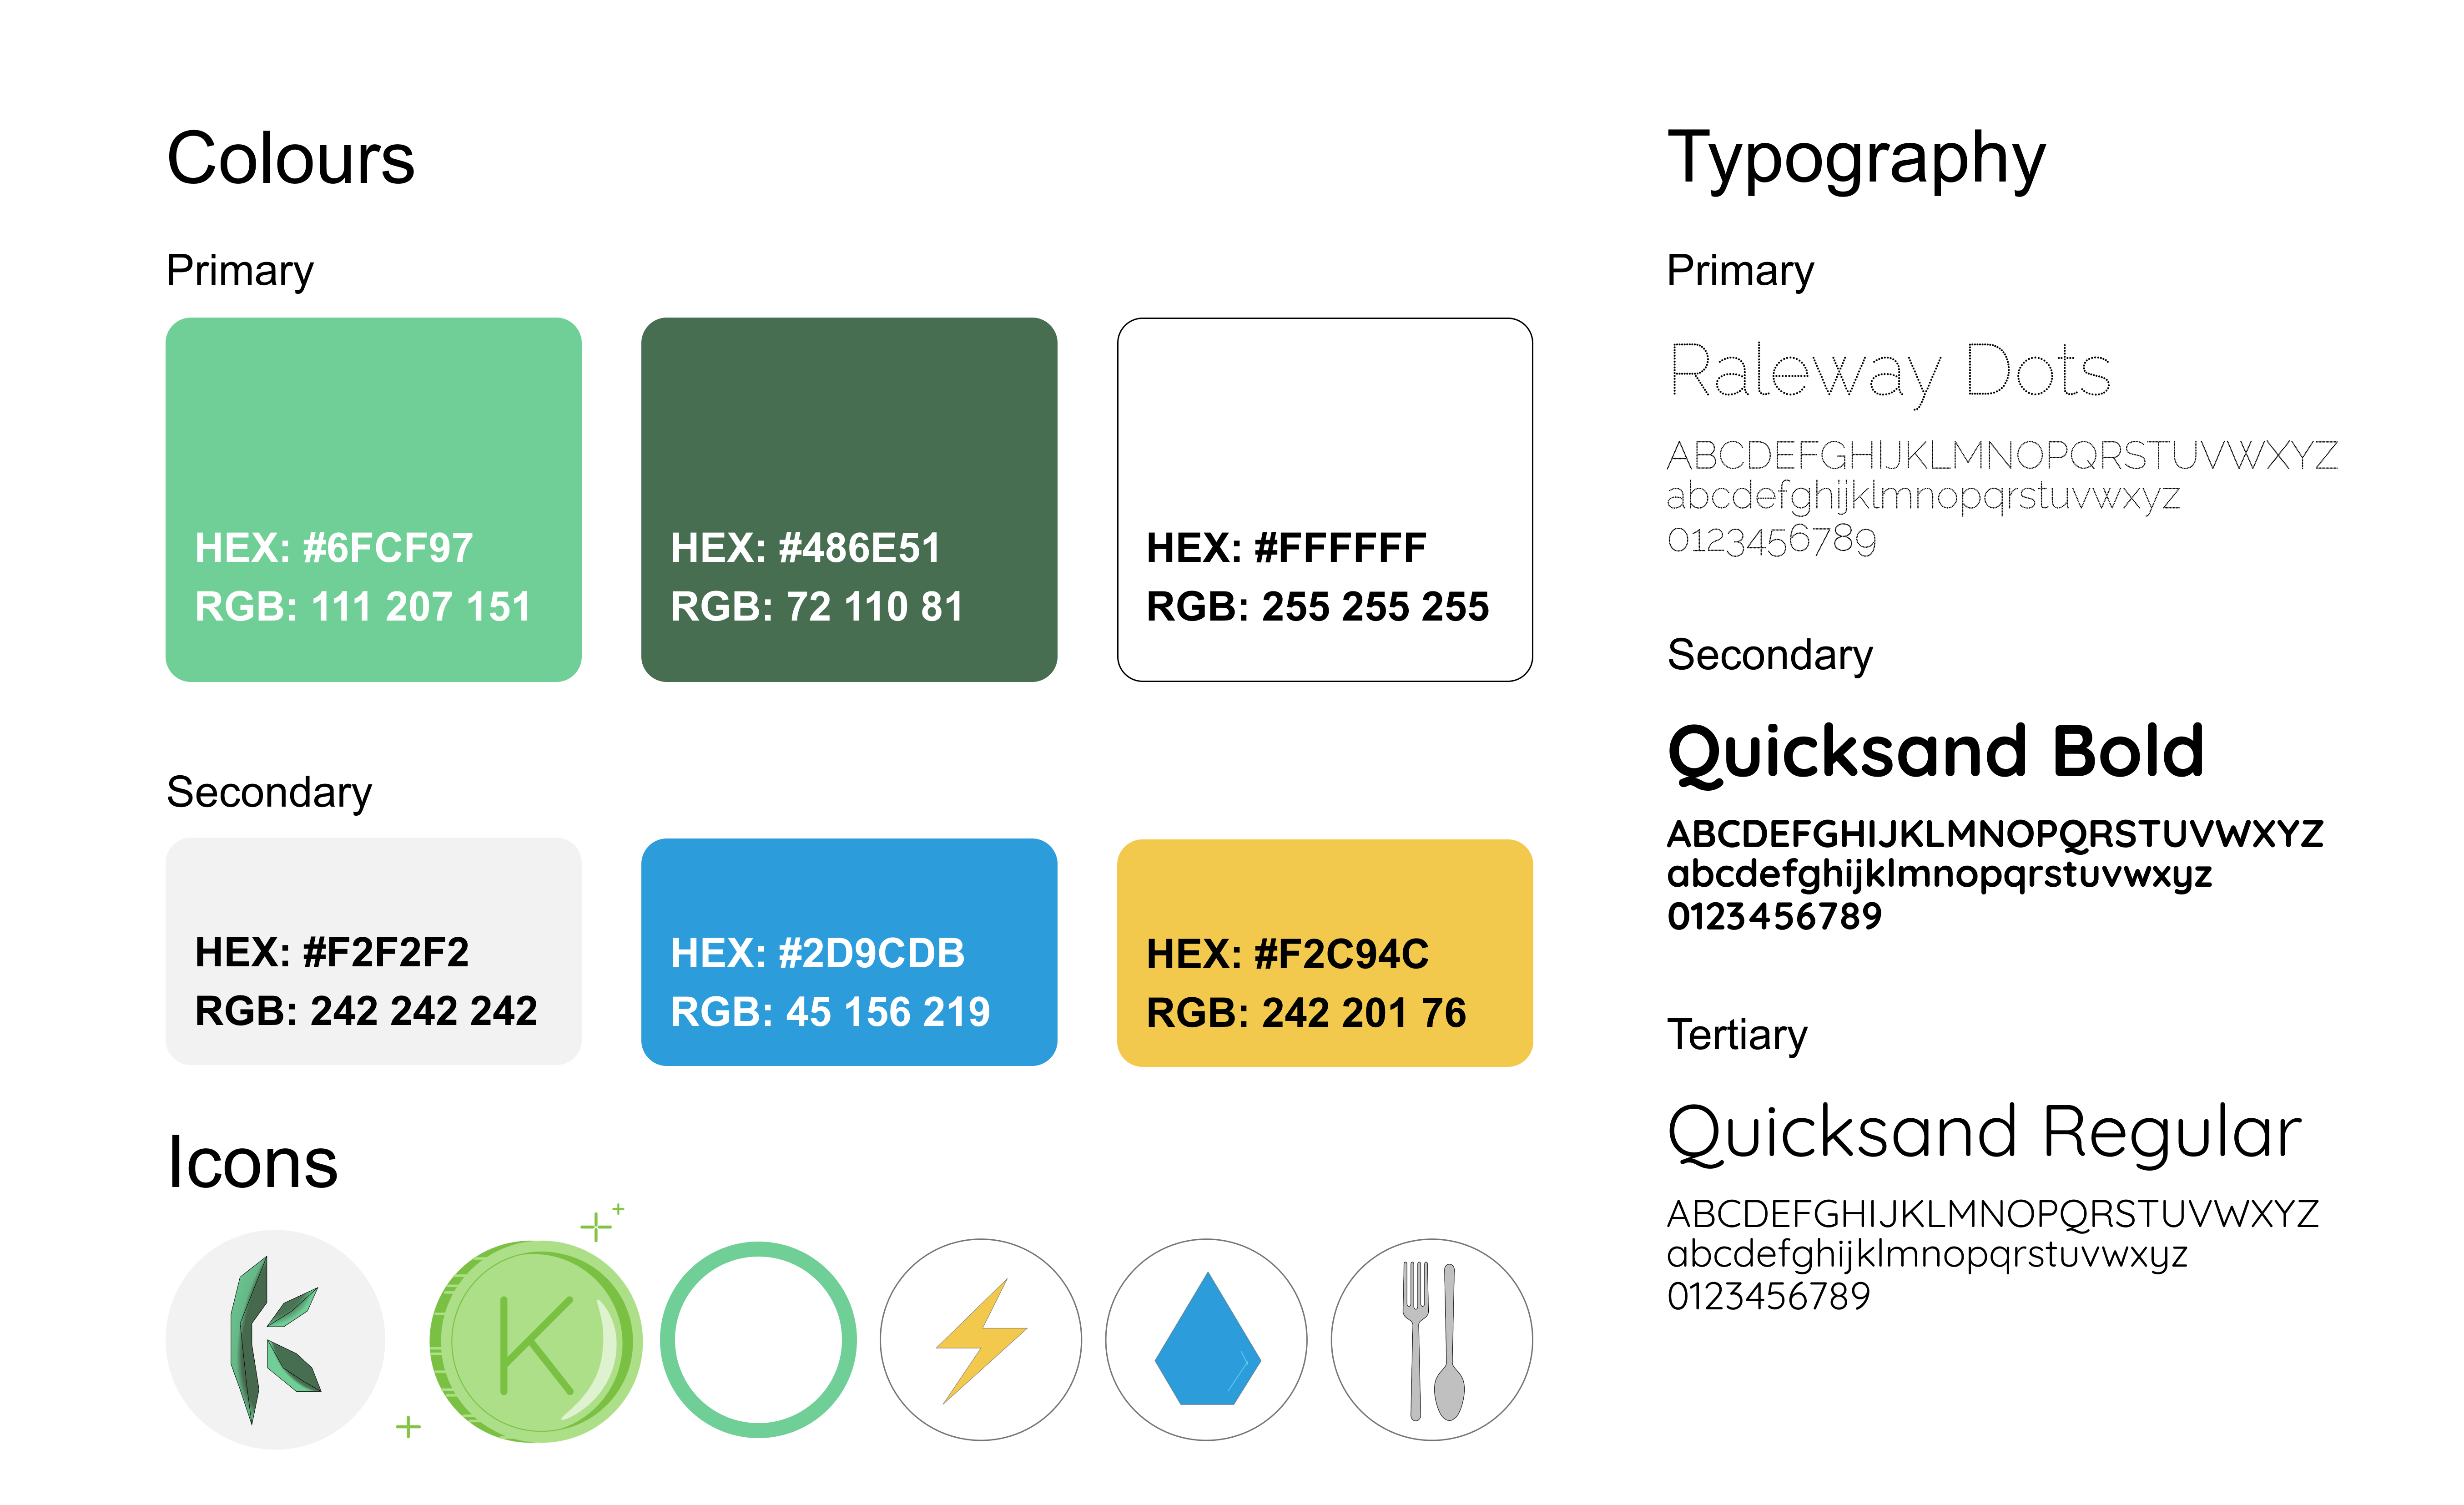 Colours
Primary
HEX: #6FCF97
RGB: 111 207 151
HEX: #486E51
RGB: 72 110 81
HEX: #FFFFFF
RGB: 255 255 255
Secondary
HEX: #F2F2F2
RGB: 242 242 242
HEX: #2D9CDB
RGB: 45 156 219
HEX: #F2C94C
RGB: 242 201 76
Icons
K
K
Typography
Primary
Raleway Dots
ABCDEFGHIJKLMNOPQRSTUVWXYZ
abcdefghijklmnopqrstuvwxyz
0123456789
Secondary
Quicksand Bold
ABCDEFGHIJKLMNOPQRSTUVWXYZ
abcdefghijklmnopqrstuvwxyz
0123456789
Tertiary
Quicksand Regular
ABCDEFGHIJKLMNOPQRSTUVWXYZ
abcdefghijklmnopqrstuvwxyz
0123456789